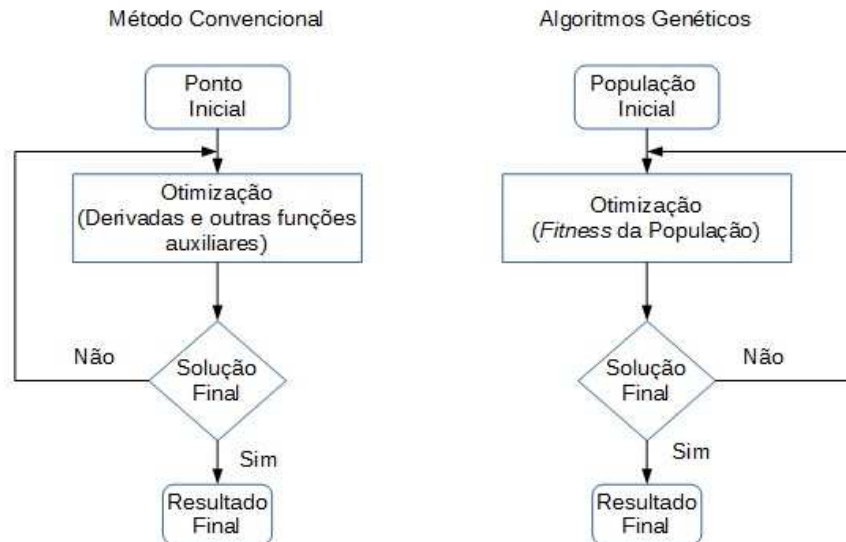 Método Convencional
Ponto
Inicial
Otimização
(Derivadas e outras funções
auxiliares)
Não
Solução
Final
Sim
Resultado
Final
Algoritmos Genéticos
População
Inicial
Otimização
(Fitness da População)
Solução
Final
Não
Sim
Resultado
Final